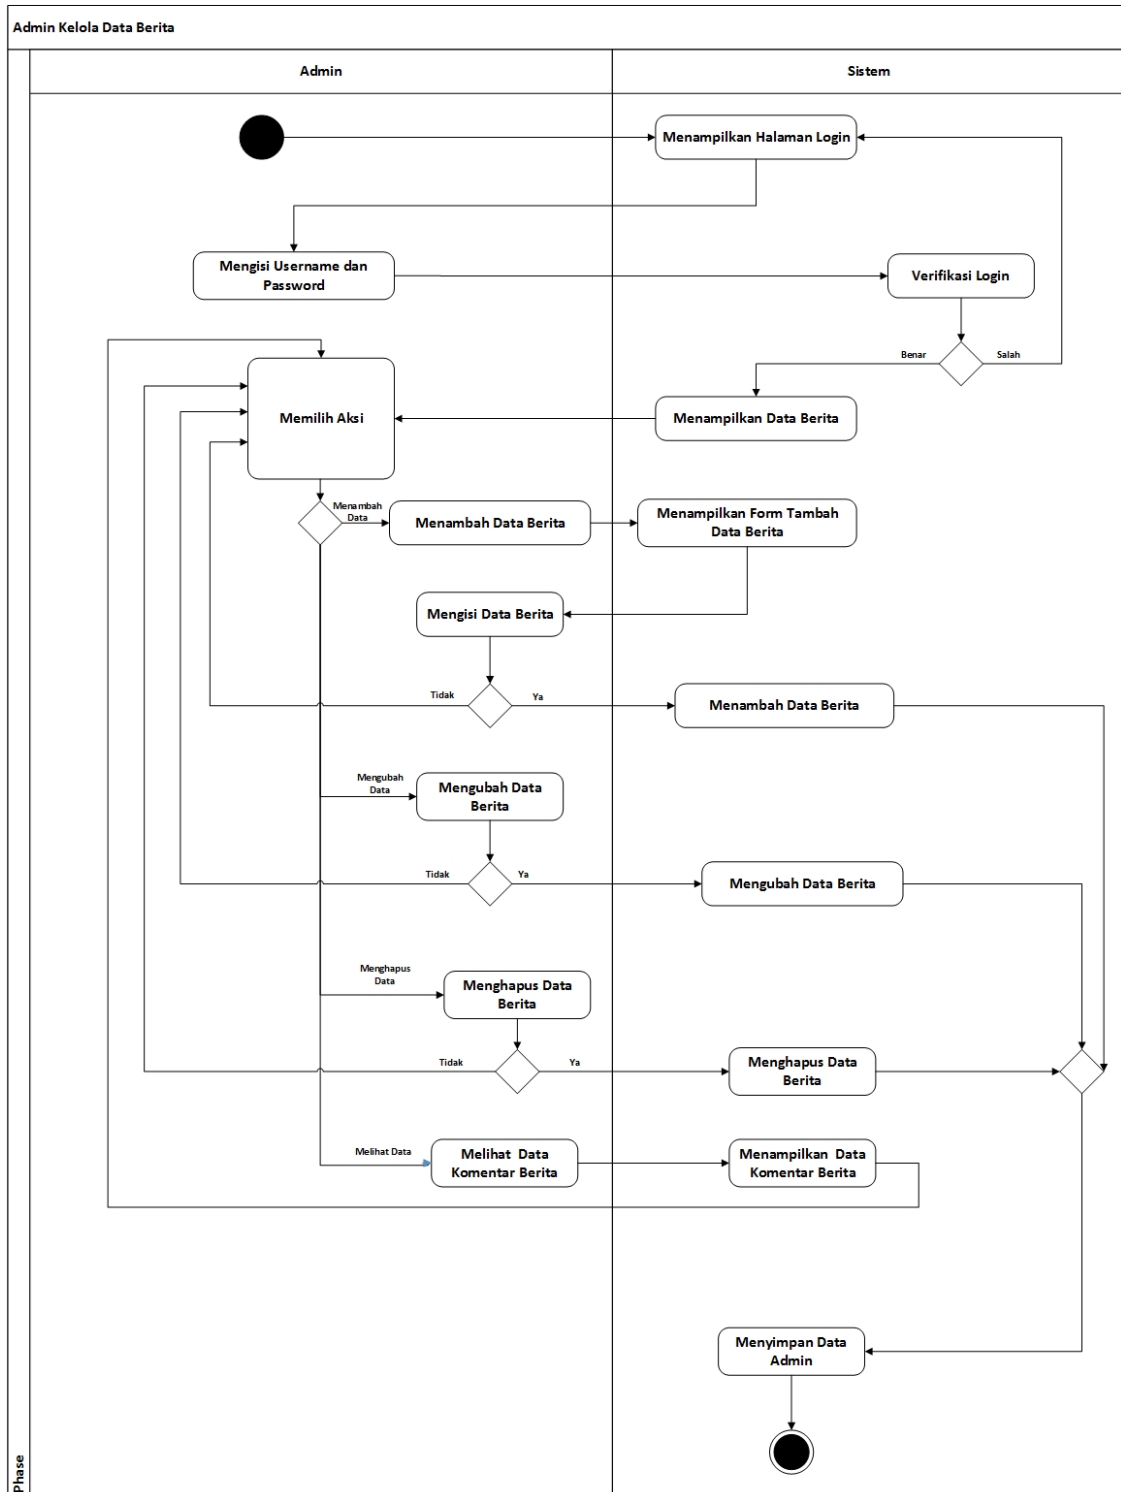 Admin Kelola Data Berita
Admin
Sistem
Menampilkan Halaman Login
Mengisi Username dan
Password
Verifikasi Login
Benar
Salah
Memilih Aksi
Menampilkan Data Berita
Menambah
Data
Menambah Data Berita
Menampilkan Form Tambah
Data Berita
Mengisi Data Berita
Tidak
Ya
Menambah Data Berita
Mengubah
Data
Mengubah Data
Berita
Tidak
Ya
Mengubah Data Berita
Menghapus
Data
Menghapus Data
Berita
Tidak
Ya
Menghapus Data
Berita
Melihat Data
Melihat Data
Komentar Berita
Menampilkan Data
Komentar Berita
Menyimpan Data
Admin
Phase